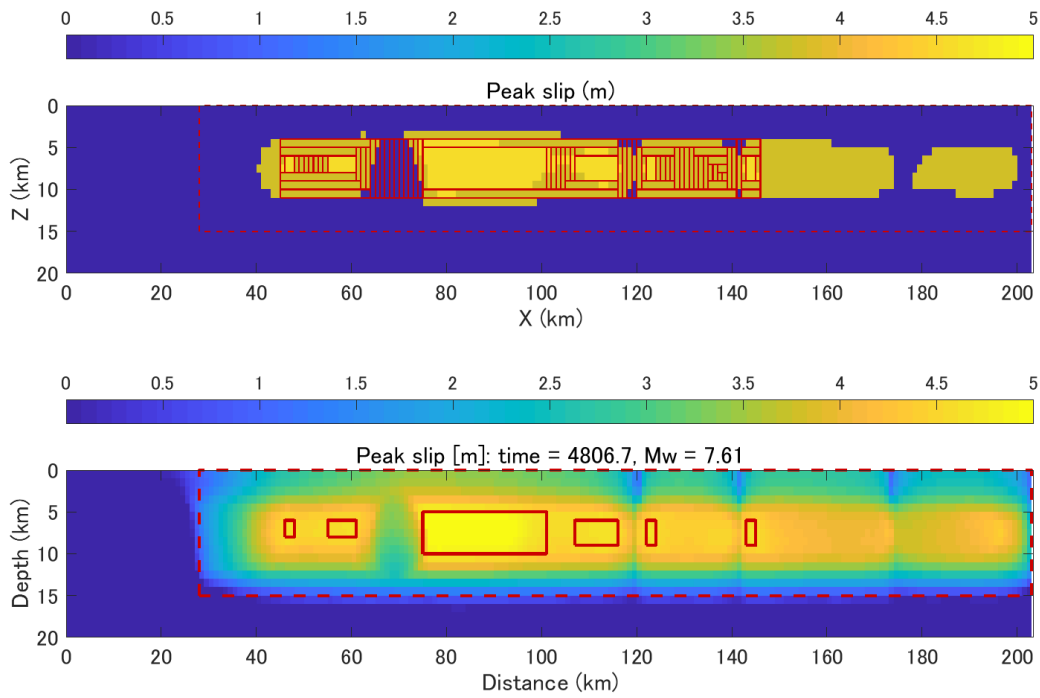 0 0.5 1 1.5 2 2.5 3 3.5 4 4.5 5
Peak slip (m)
0
5
10
15
20
Z (km)
0 20 40 60 80 100 120 140 160 180 200
X (km)
0 0.5 1 1.5 2 2.5 3 3.5 4 4.5 5
Peak slip [m]: time = 4806.7, Mw = 7.61
0
5
10
15
20
Depth (km)
0 20 40 60 80 100 120 140 160 180 200
Distance (km)